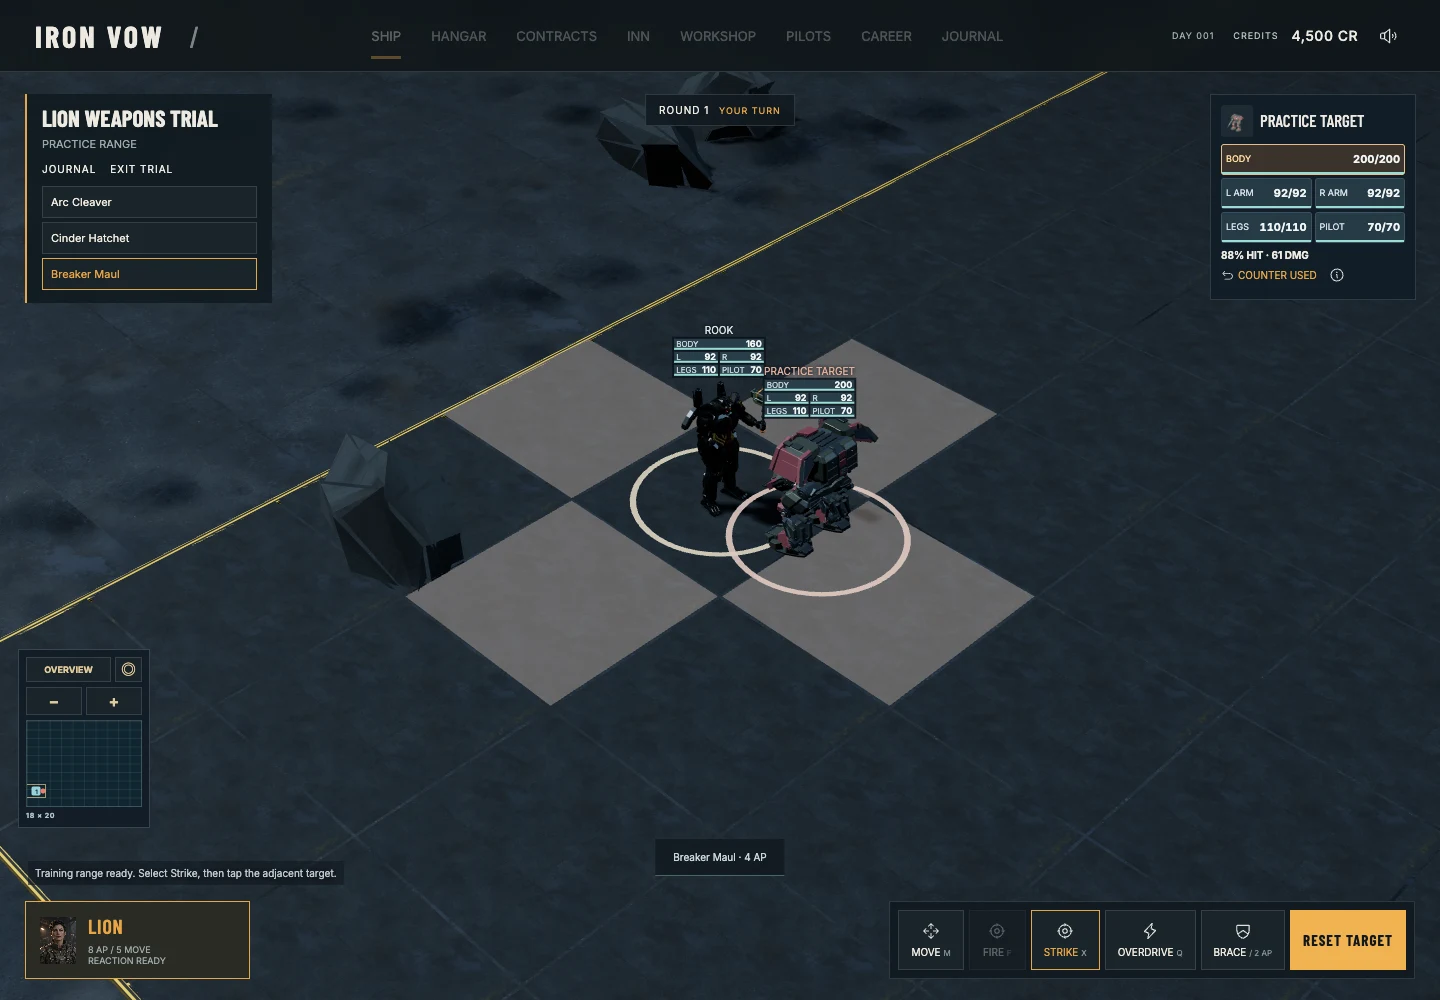 IRON VOW /
SHIP HANGAR CONTRACTS INN WORKSHOP PILOTS CAREER JOURNAL
DAY 001 CREDITS 4,500 CR
LION WEAPONS TRIAL
PRACTICE RANGE
JOURNAL EXIT TRIAL
Arc Cleaver
Cinder Hatchet
Breaker Maul
ROUND 1 YOUR TURN
PRACTICE TARGET
BODY 200/200
L ARM 92/92 R ARM 92/92
LEGS 110/110 PILOT 70/70
88% HIT · 61 DMG
COUNTER USED
ROOK
BODY 160
L 92 R 92
LEGS 110 PILOT 70
PRACTICE TARGET
BODY 200
L 92 R 92
LEGS 110 PILOT 70
OVERVIEW
− +
1
18 × 20
Breaker Maul · 4 AP
Training range ready. Select Strike, then tap the adjacent target.
LION
8 AP / 5 MOVE
REACTION READY
MOVE M
FIRE F
STRIKE X
OVERDRIVE Q
BRACE / 2 AP
RESET TARGET